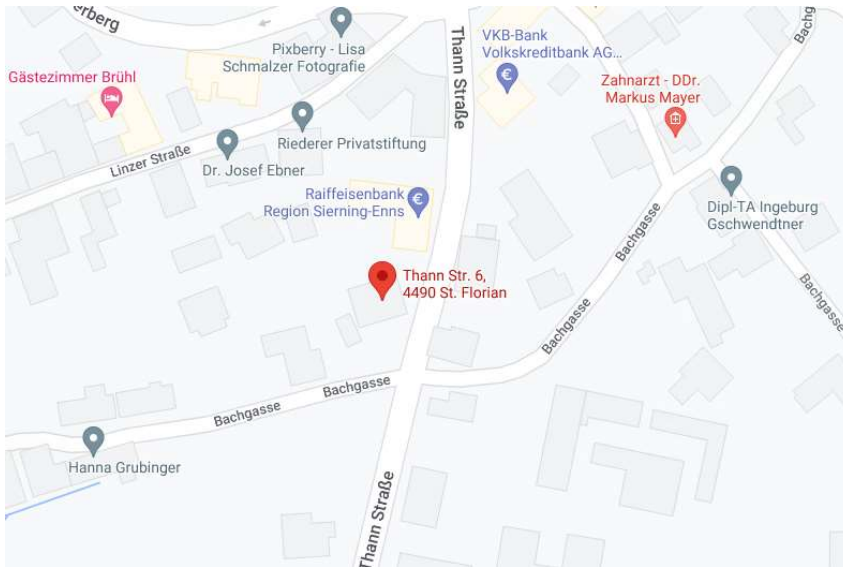 erberg
Pixberry - Lisa
Schmalzer Fotografie
Thann Straße
VKB-Bank
Volkskreditbank AG...
Bachg
Gästezimmer Brühl
Zahnarzt - DDr.
Markus Mayer
Linzer Straße
Riederer Privatstiftung
Dr. Josef Ebner
Raiffeisenbank
Region Sierning-Enns
Dipl-TA Ingeburg
Gschwendtner
Bachgasse
Thann Str. 6,
4490 St. Florian
Bachgasse
Bachgasse
Bachgasse
Bachgasse
Hanna Grubinger
Thann Straße